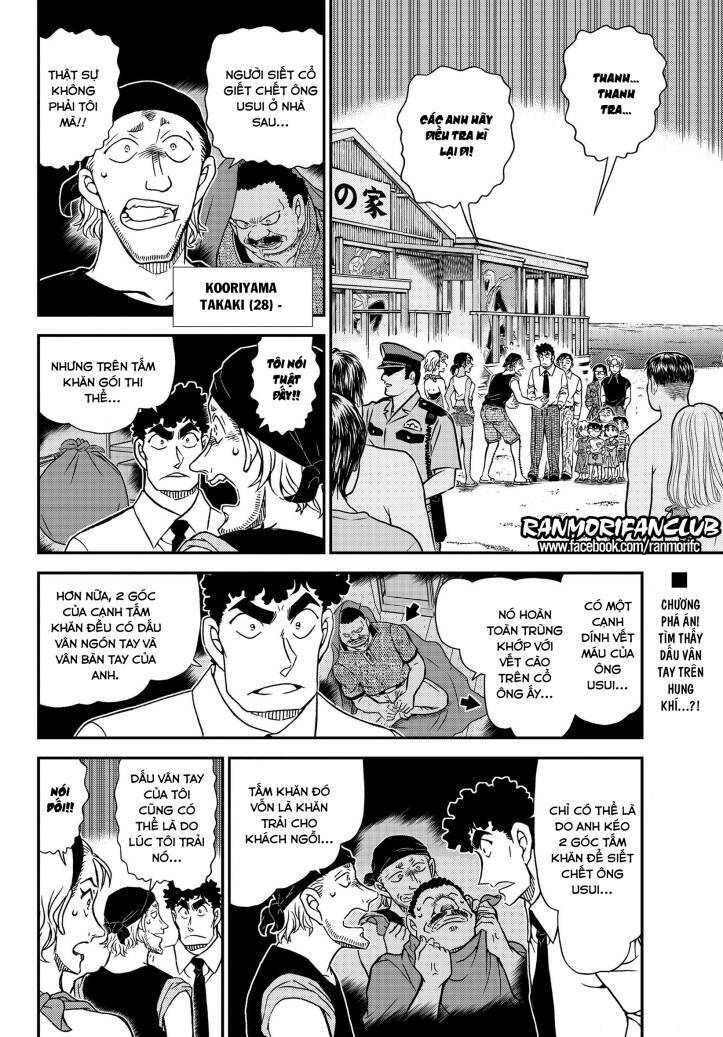 THANH...
THANH
TRA...
CÁC ANH HÃY
ĐIỀU TRA KĨ
LẠI ĐI!
の家
NGƯỜI SIẾT CỔ
GIẾT CHẾT ÔNG
USUI Ở NHÀ
SAU...
THẬT SỰ
KHÔNG
PHẢI TÔI
MÀ!!
KOORIYAMA
TAKAKI (28) -
TÔI NÓI
THẬT
ĐẤY!!
NHƯNG TRÊN TẤM
KHĂN GÓI THI
THỂ...
RANMORIFANCLUB
www.facebook.com/ranmorifc
CHƯƠNG
PHÁ ÁN!
TÌM THẤY
DẤU VÂN
TAY TRÊN
HUNG
KHÍ...?!
CÓ MỘT
CẠNH
DÍNH VẾT
MÁU CỦA
ÔNG
USUI...
NÓ HOÀN
TOÀN TRÙNG
KHỚP VỚI
VẾT CÀO
TRÊN CỔ
ÔNG ẤY...
HƠN NỮA, 2 GÓC
CỦA CẠNH TẤM
KHĂN ĐỀU CÓ DẤU
VÂN NGÓN TAY VÀ
VÂN BÀN TAY CỦA
ANH.
CHỈ CÓ THỂ LÀ
DO ANH KÉO
2 GÓC TẤM
KHĂN ĐỂ SIẾT
CHẾT ÔNG
USUI...
TẤM KHĂN ĐÓ
VỐN LÀ KHĂN
TRẢI CHO
KHÁCH NGỒI...
DẤU VÂN TAY
CỦA TÔI
CŨNG CÓ
THỂ LÀ DO
LÚC TÔI TRẢI
NÓ...
NÓI
DỐI!!